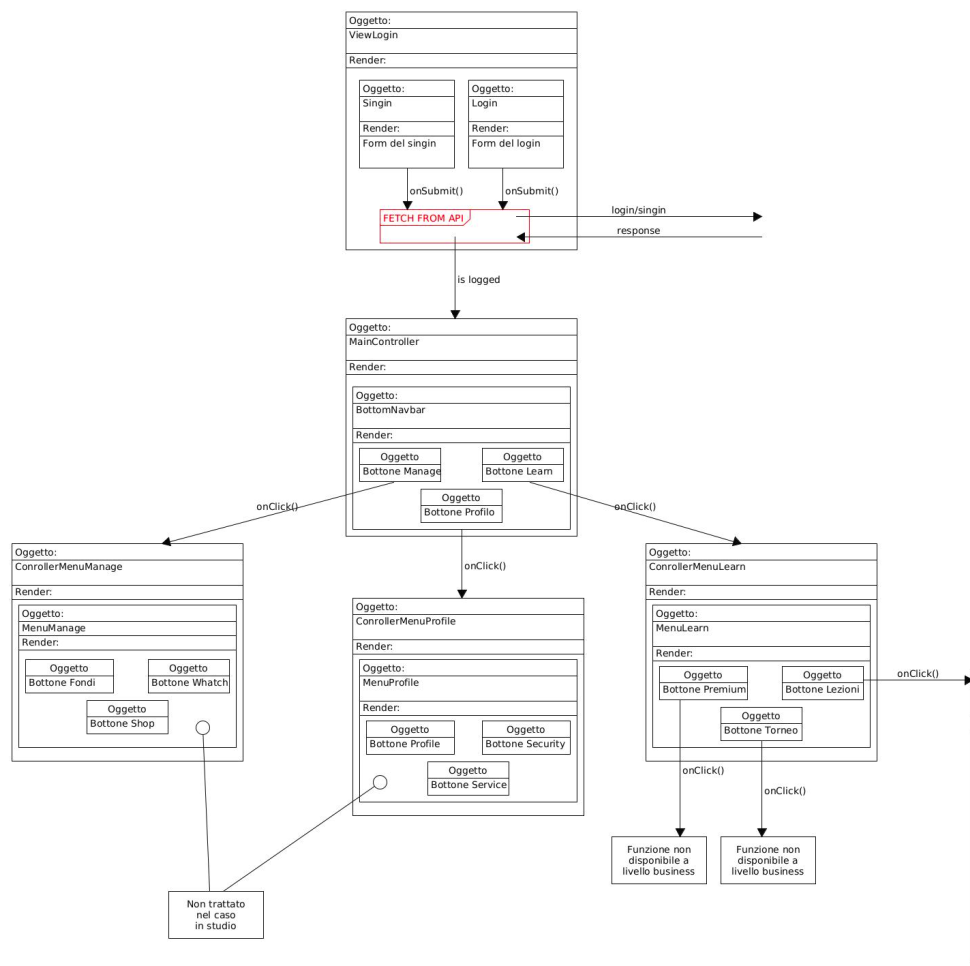 Oggetto:
ViewLogin
Render:
Oggetto:
Singin
Render:
Form del singin
Oggetto:
Login
Render:
Form del login
onSubmit()
onSubmit()
FETCH FROM API
login/singin
response
is logged
Oggetto:
MainController
Render:
Oggetto:
BottomNavbar
Render:
Oggetto
Bottone Manage
Oggetto
Bottone Learn
Oggetto
Bottone Profilo
onClick()
onClick()
onClick()
Oggetto:
ConrollerMenuManage
Render:
Oggetto:
MenuManage
Render:
Oggetto
Bottone Fondi
Oggetto
Bottone Whatch
Oggetto
Bottone Shop
Oggetto:
ConrollerMenuProfile
Render:
Oggetto:
MenuProfile
Render:
Oggetto
Bottone Profile
Oggetto
Bottone Security
Oggetto
Bottone Service
Oggetto:
ConrollerMenuLearn
Render:
Oggetto:
MenuLearn
Render:
Oggetto
Bottone Premium
Oggetto
Bottone Lezioni
Oggetto
Bottone Torneo
onClick()
onClick()
onClick()
Funzione non
disponibile a
livello business
Funzione non
disponibile a
livello business
Non trattato
nel caso
in studio